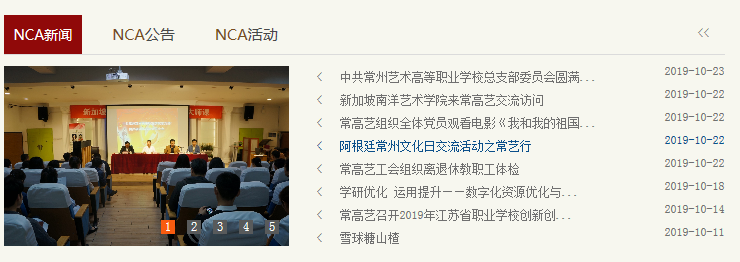 NCA新闻 NCA公告 NCA活动
中共常州艺术高等职业学校总支部委员会圆满... 2019-10-23
新加坡南洋艺术学院来常高艺交流访问 2019-10-22
常高艺组织全体党员观看电影《我和我的祖国... 2019-10-22
阿根廷常州文化日交流活动之常艺行 2019-10-22
常高艺工会组织离退休教职工体检 2019-10-22
学研优化 运用提升——数字化资源优化与... 2019-10-18
常高艺召开2019年江苏省职业学校创新创... 2019-10-14
雪球糖山楂 2019-10-11
新加坡
大师课
1 2 3 4 5